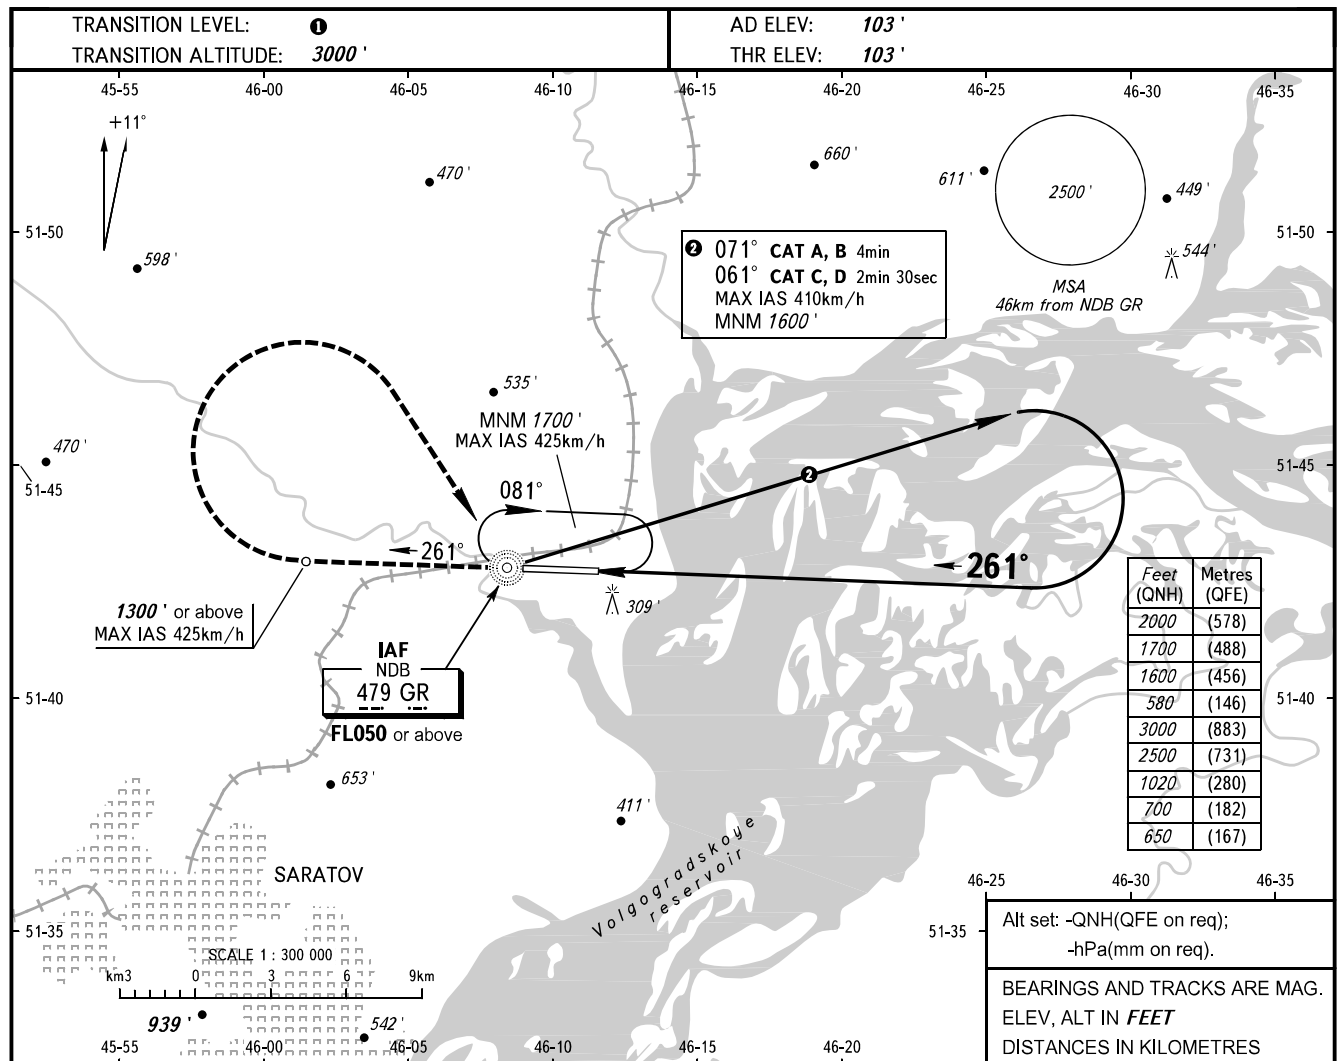 TRANSITION LEVEL: ❶
TRANSITION ALTITUDE: 3000 '
AD ELEV: 103 '
THR ELEV: 103 '
45-55 46-00 46-05 46-10 46-15 46-20 46-25 46-30 46-35
+11°
470 '
660 '
611 '
2500 '
449 '
51-50
51-50
598 '
❷ 071° CAT A, B 4min
061° CAT C, D 2min 30sec
MAX IAS 410km/h
MNM 1600 '
544 '
MSA
46km from NDB GR
535 '
MNM 1700 '
MAX IAS 425km/h
470 '
51-45
51-45
❷
081°
261°
261°
1300 ' or above
MAX IAS 425km/h
309 '
IAF
NDB
479 GR
FL050 or above
Feet (QNH) Metres (QFE)
2000 (578)
1700 (488)
1600 (456)
580 (146)
3000 (883)
2500 (731)
1020 (280)
700 (182)
650 (167)
51-40
51-40
653 '
411 '
Volgogradskoye
reservoir
SARATOV
46-25 46-30 46-35
51-35
51-35
SCALE 1 : 300 000
km3 0 3 6 9km
939 '
542 '
45-55 46-00 46-05 46-10 46-15 46-20
Alt set: -QNH(QFE on req);
-hPa(mm on req).
BEARINGS AND TRACKS ARE MAG.
ELEV, ALT IN FEET
DISTANCES IN KILOMETRES